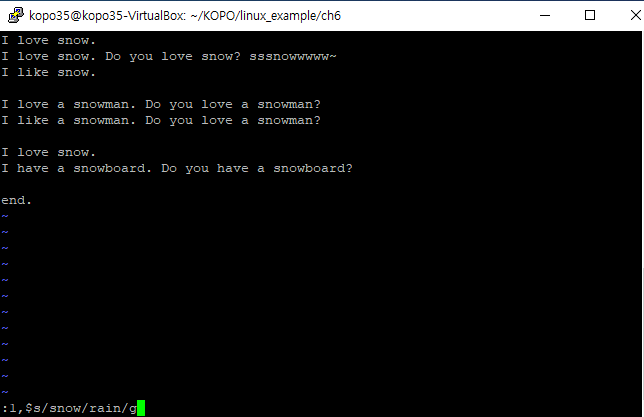 kopo35@kopo35-VirtualBox: ~/KOPO/linux_example/ch6
I love snow.
I love snow. Do you love snow? sssnowwwww~
I like snow.
I love a snowman. Do you love a snowman?
I like a snowman. Do you love a snowman?
I love snow.
I have a snowboard. Do you have a snowboard?
end.
~
~
~
~
~
~
~
~
~
~
~
~
:1,$s/snow/rain/g